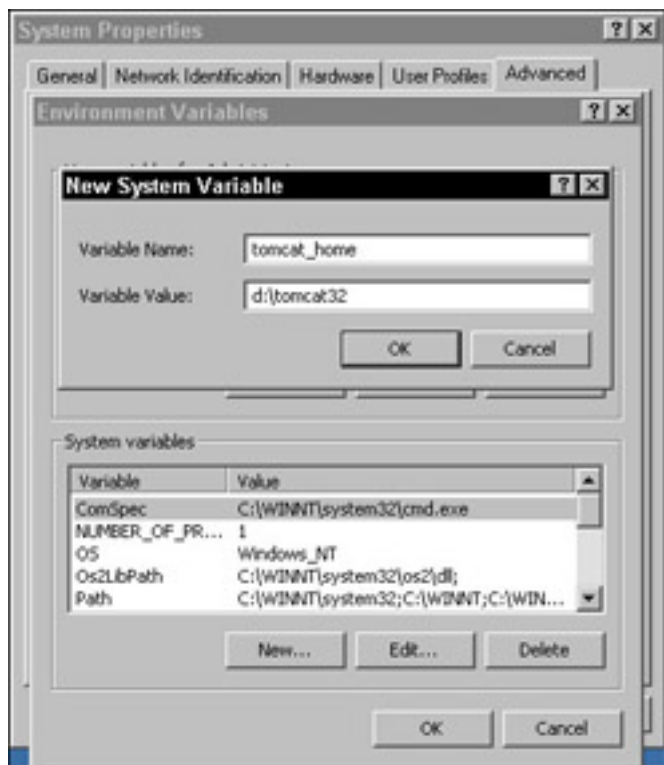 System Properties
General Network Identification Hardware User Profiles Advanced
Environment Variables
New System Variable
Variable Name: tomcat_home
Variable Value: d:\tomcat32
OK Cancel
System variables
Variable Value
ComSpec C:\WINNT\system32\cmd.exe
NUMBER_OF_PR... 1
OS Windows_NT
Os2LibPath C:\WINNT\system32\os2\dll;
Path C:\WINNT\system32;C:\WINNT;C:\WIN...
New... Edit... Delete
OK Cancel